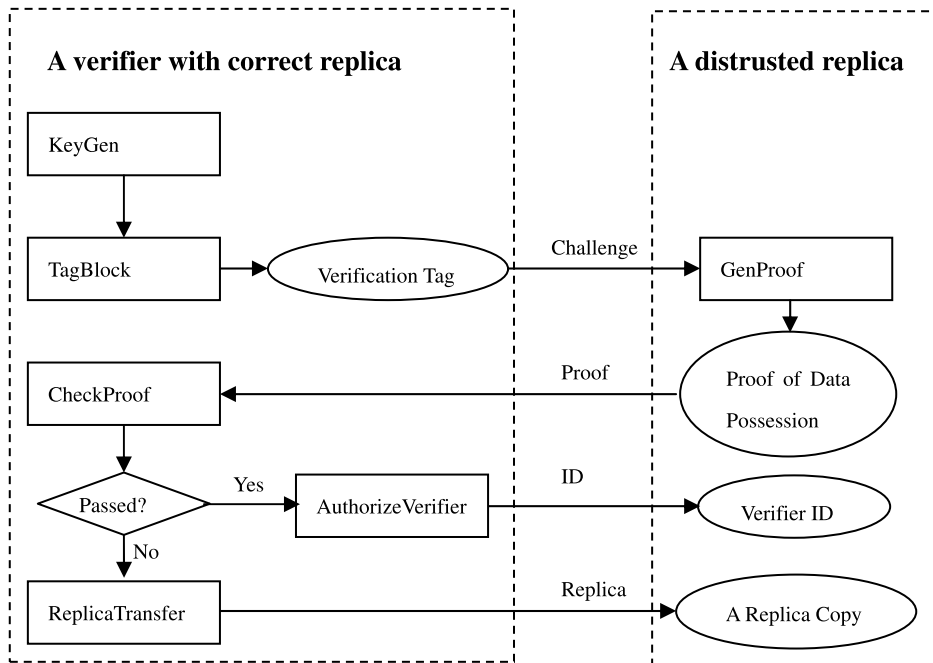 A verifier with correct replica
A distrusted replica
KeyGen
TagBlock
Verification Tag
Challenge
GenProof
Proof of Data
Possession
Proof
CheckProof
Passed?
Yes
AuthorizeVerifier
ID
Verifier ID
No
ReplicaTransfer
Replica
A Replica Copy